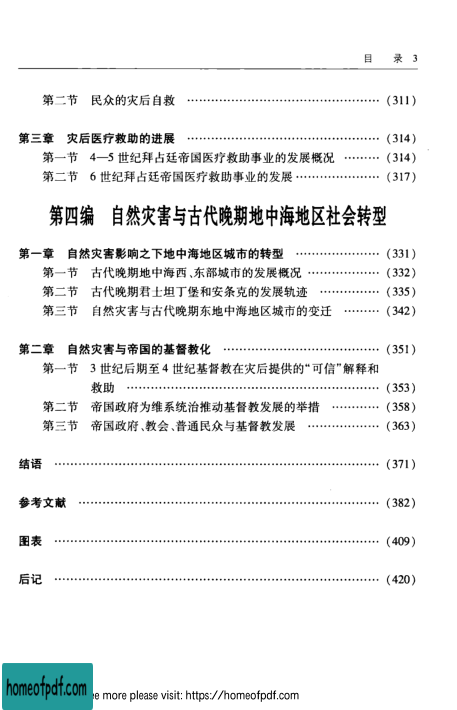 目 录 3
第二节 民众的灾后自救 …………………………………………… (311)
第三章 灾后医疗救助的进展 ……………………………………… (314)
第一节 4—5世纪拜占廷帝国医疗救助事业的发展概况 ……… (314)
第二节 6世纪拜占廷帝国医疗救助事业的发展 ……………… (317)
第四编 自然灾害与古代晚期地中海地区社会转型
第一章 自然灾害影响之下地中海地区城市的转型 ……………… (331)
第一节 古代晚期地中海西、东部城市的发展概况 …………… (332)
第二节 古代晚期君士坦丁堡和安条克的发展轨迹 …………… (335)
第三节 自然灾害与古代晚期东地中海地区城市的变迁 ……… (342)
第二章 自然灾害与帝国的基督教化 ……………………………… (351)
第一节 3世纪后期至4世纪基督教在灾后提供的“可信”解释和
救助 …………………………………………………… (353)
第二节 帝国政府为维系统治推动基督教发展的举措 ………… (358)
第三节 帝国政府、教会、普通民众与基督教发展 …………… (363)
结语 ……………………………………………………………… (371)
参考文献 …………………………………………………………… (382)
图表 ……………………………………………………………… (409)
后记 ……………………………………………………………… (420)
homeofpdf.com
more please visit: https://homeofpdf.com